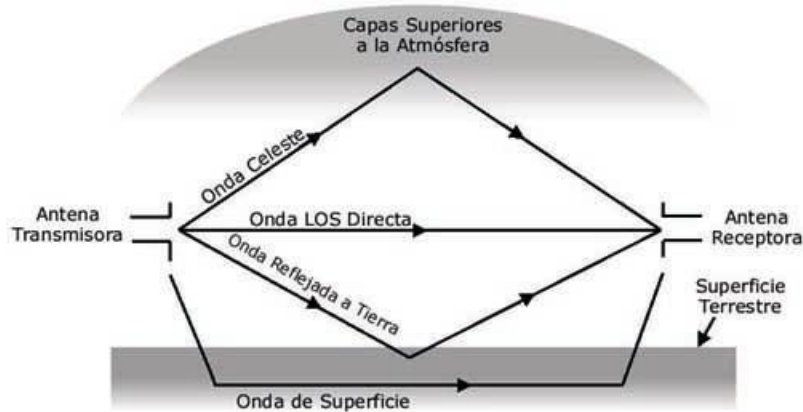 Capas Superiores
a la Atmósfera
Onda Celeste
Antena
Transmisora
Onda LOS Directa
Antena
Receptora
Onda Reflejada a Tierra
Superficie
Terrestre
Onda de Superficie